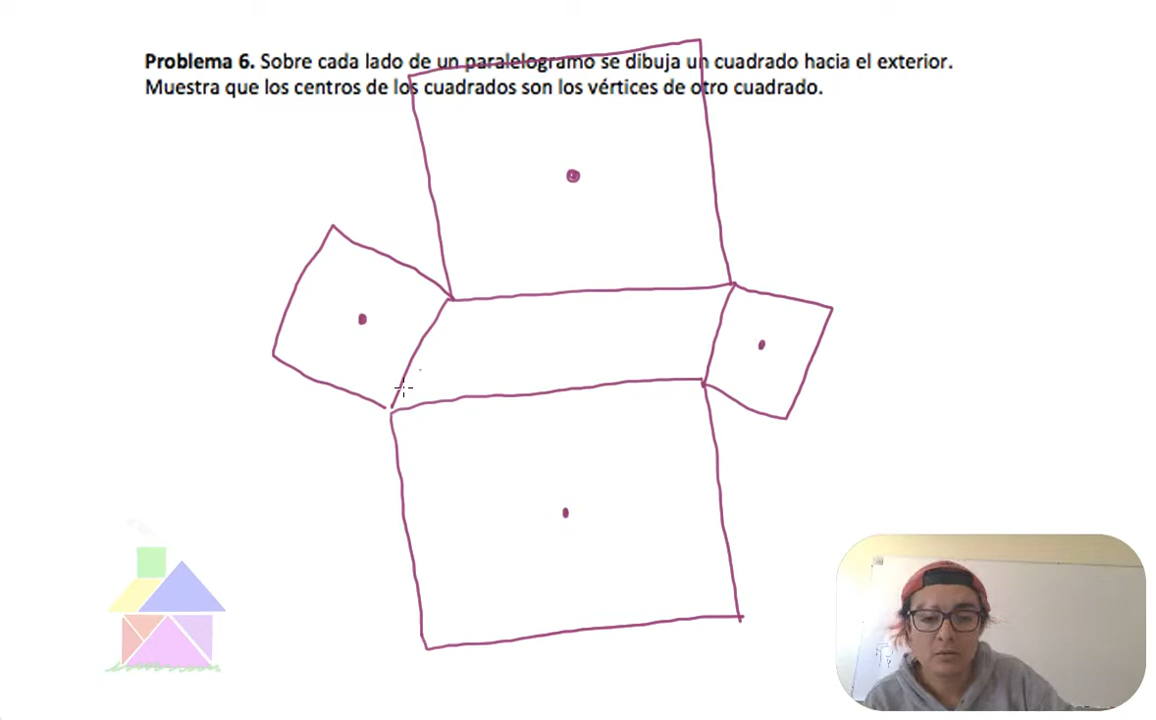 Problema 6. Sobre cada lado de un paralelogramo se dibuja un cuadrado hacia el exterior.
Muestra que los centros de los cuadrados son los vértices de otro cuadrado.